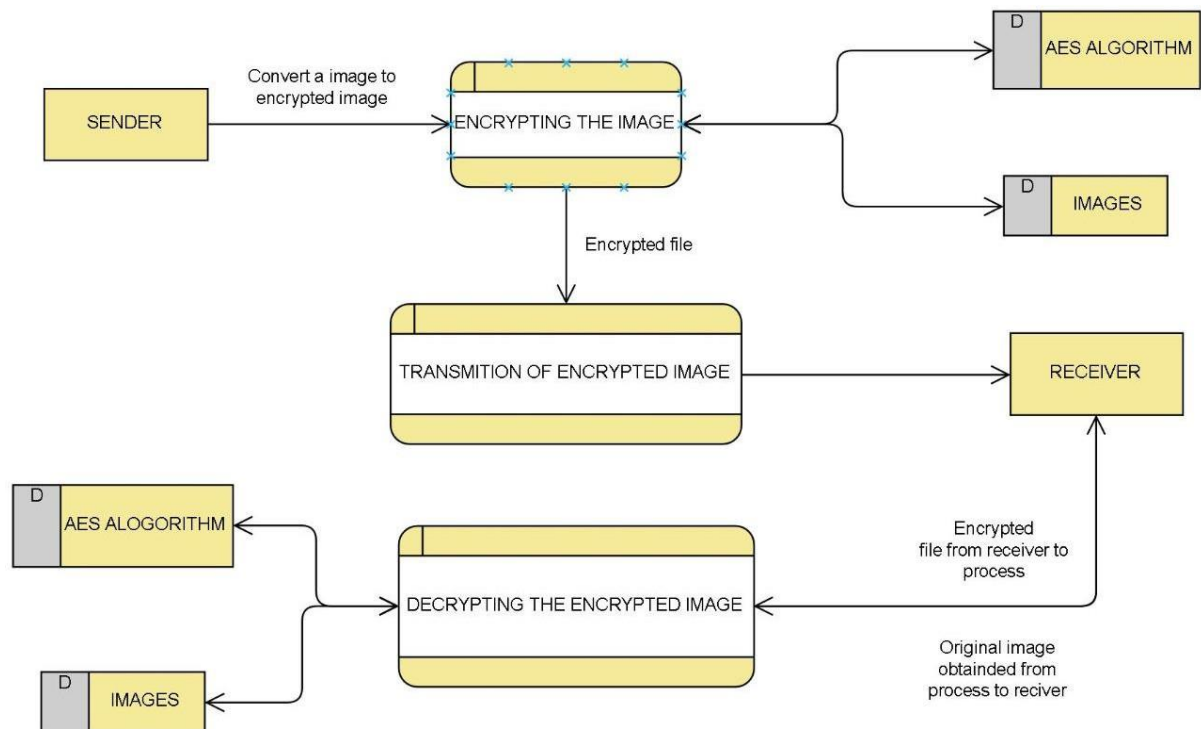 D
AES ALGORITHM
Convert a image to
encrypted image
SENDER
ENCRYPTING THE IMAGE
D
IMAGES
Encrypted file
TRANSMITION OF ENCRYPTED IMAGE
RECEIVER
D
AES ALOGORITHM
Encrypted
file from receiver to
process
DECRYPTING THE ENCRYPTED IMAGE
Original image
obtainded from
process to reciver
D
IMAGES